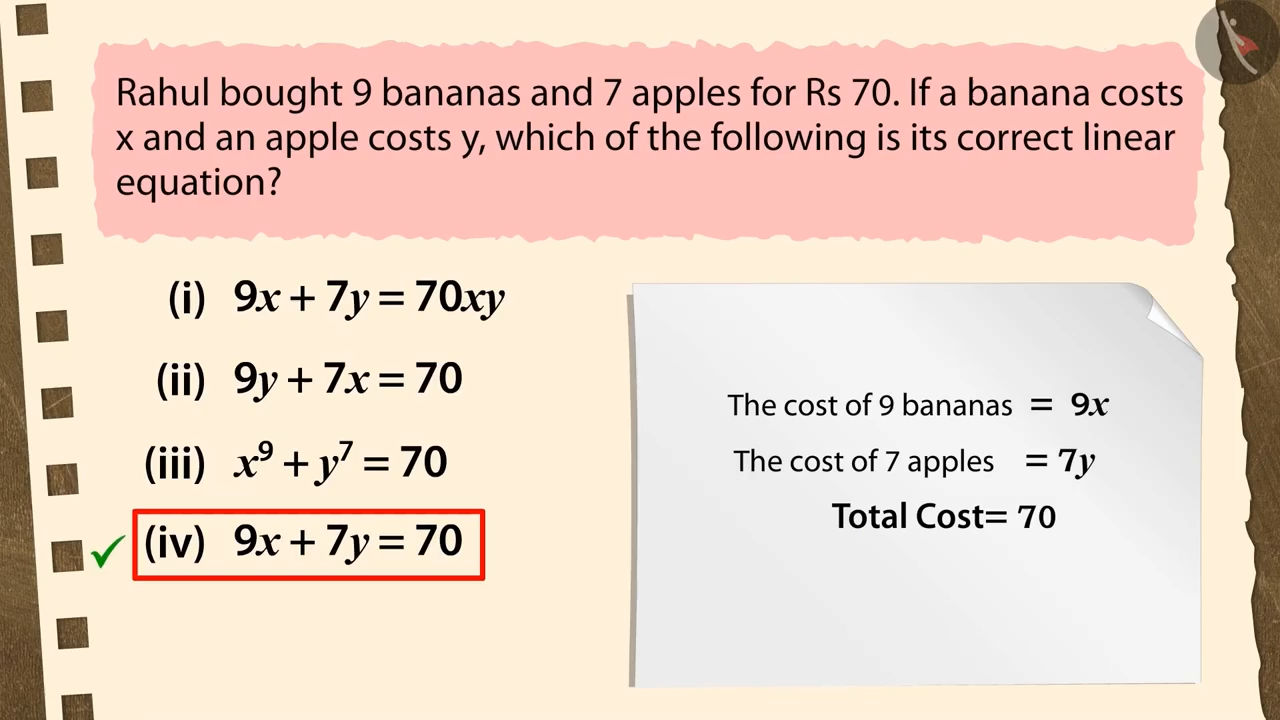 Rahul bought 9 bananas and 7 apples for Rs 70. If a banana costs
x and an apple costs y, which of the following is its correct linear
equation?
(i) 9x + 7y = 70xy
(ii) 9y + 7x = 70
(iii) x⁹ + y⁷ = 70
(iv) 9x + 7y = 70
The cost of 9 bananas = 9x
The cost of 7 apples = 7y
Total Cost= 70